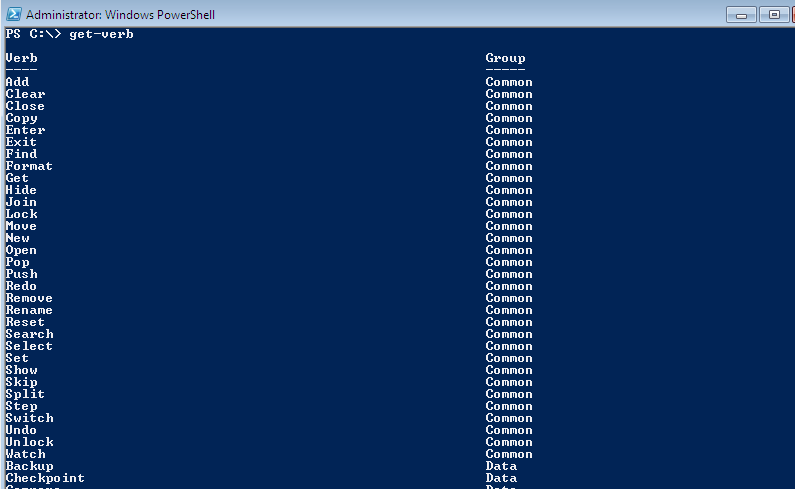 Administrator: Windows PowerShell
PS C:\> get-verb
Verb Group
---- -----
Add Common
Clear Common
Close Common
Copy Common
Enter Common
Exit Common
Find Common
Format Common
Get Common
Hide Common
Join Common
Lock Common
Move Common
New Common
Open Common
Pop Common
Push Common
Redo Common
Remove Common
Rename Common
Reset Common
Search Common
Select Common
Set Common
Show Common
Skip Common
Split Common
Step Common
Switch Common
Undo Common
Unlock Common
Watch Common
Backup Data
Checkpoint Data